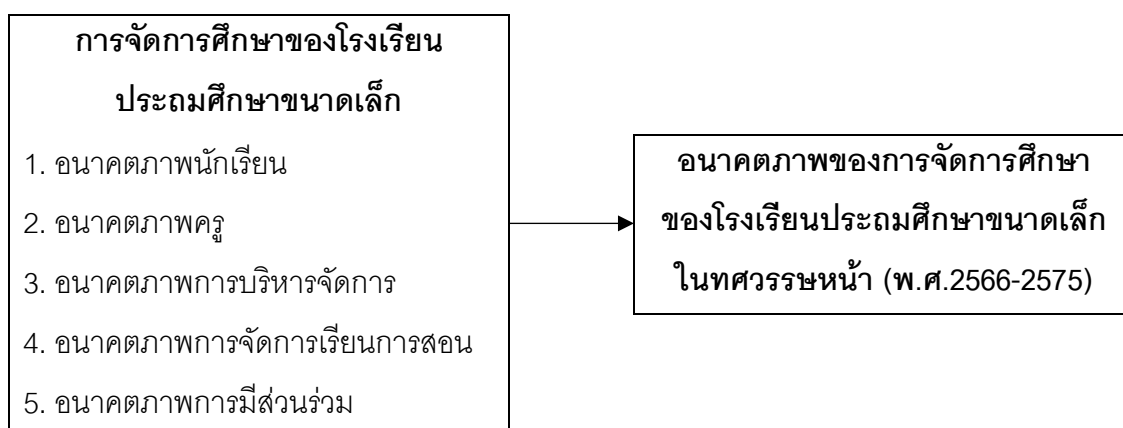 การจัดการศึกษาของโรงเรียน
ประถมศึกษาขนาดเล็ก
1. อนาคตภาพนักเรียน
2. อนาคตภาพครู
3. อนาคตภาพการบริหารจัดการ
4. อนาคตภาพการจัดการเรียนการสอน
5. อนาคตภาพการมีส่วนร่วม
อนาคตภาพของการจัดการศึกษา
ของโรงเรียนประถมศึกษาขนาดเล็ก
ในทศวรรษหน้า (พ.ศ.2566-2575)